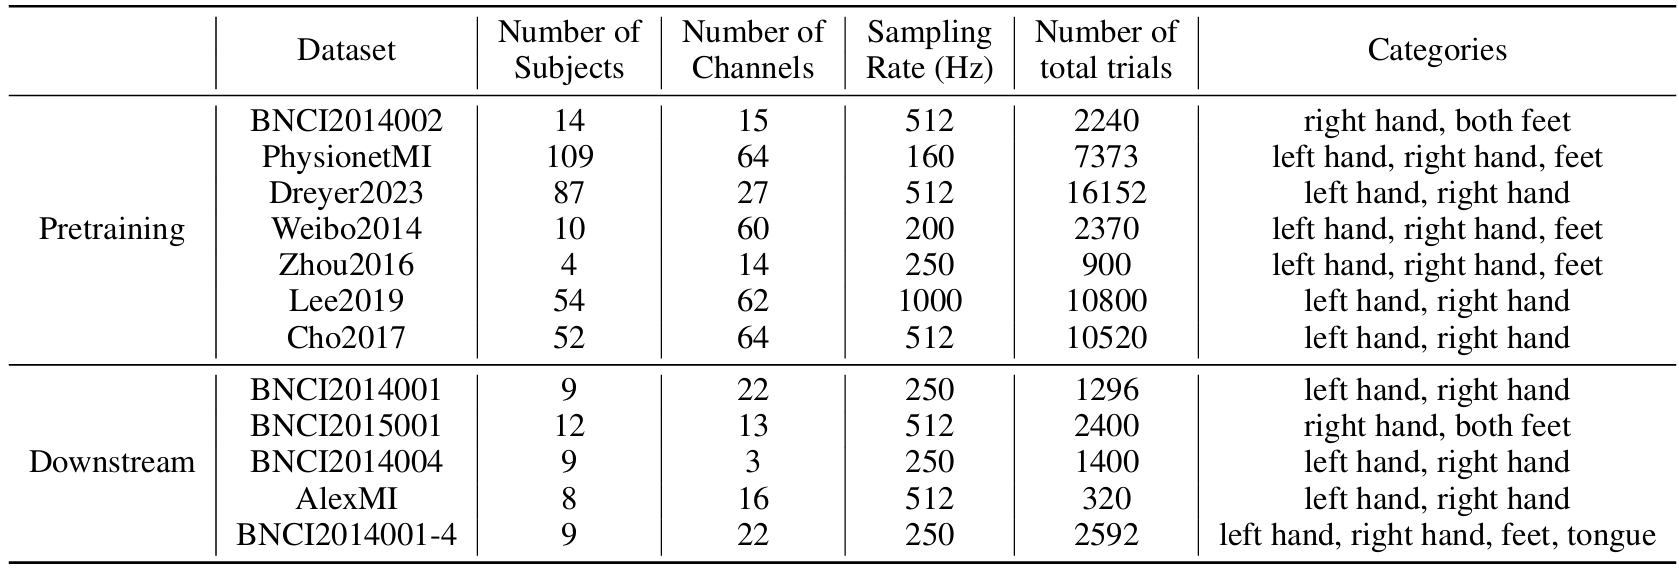 Dataset Number of Subjects Number of Channels Sampling Rate (Hz) Number of total trials Categories
Pretraining
BNCI2014002 14 15 512 2240 right hand, both feet
PhysionetMI 109 64 160 7373 left hand, right hand, feet
Dreyer2023 87 27 512 16152 left hand, right hand
Weibo2014 10 60 200 2370 left hand, right hand, feet
Zhou2016 4 14 250 900 left hand, right hand, feet
Lee2019 54 62 1000 10800 left hand, right hand
Cho2017 52 64 512 10520 left hand, right hand
Downstream
BNCI2014001 9 22 250 1296 left hand, right hand
BNCI2015001 12 13 512 2400 right hand, both feet
BNCI2014004 9 3 250 1400 left hand, right hand
AlexMI 8 16 512 320 left hand, right hand
BNCI2014001-4 9 22 250 2592 left hand, right hand, feet, tongue